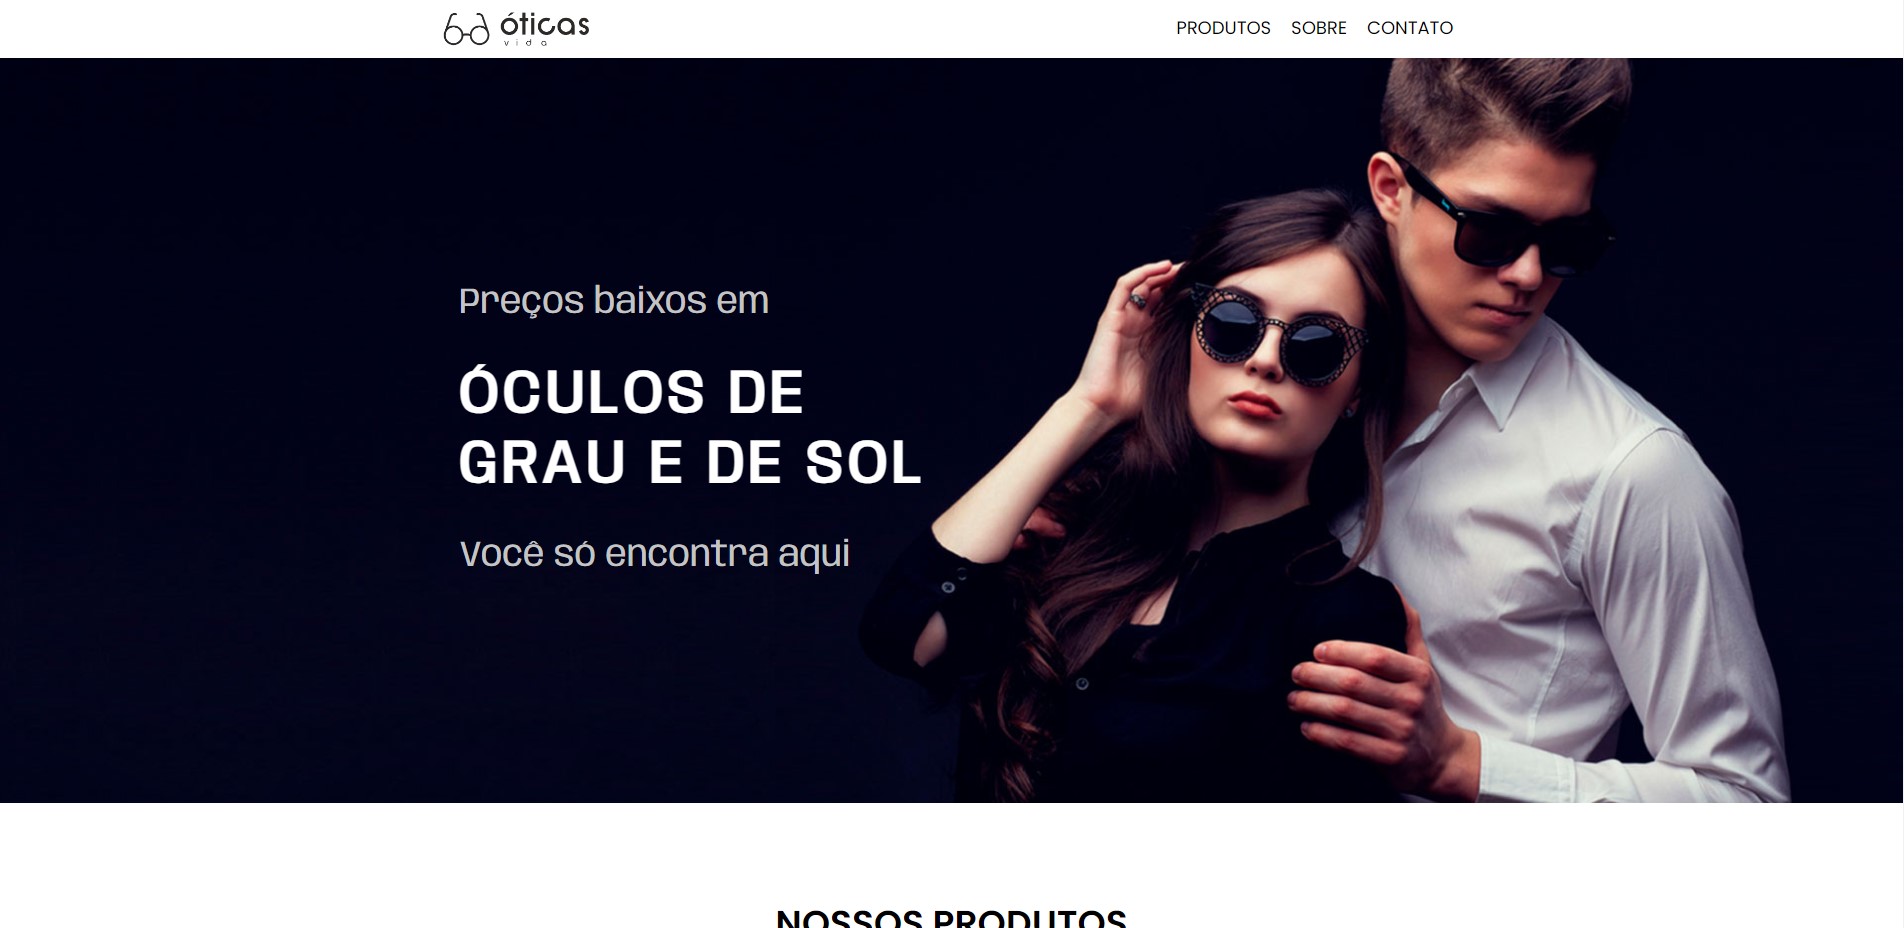 óticas
vida
PRODUTOS SOBRE CONTATO
Preços baixos em
ÓCULOS DE
GRAU E DE SOL
Você só encontra aqui
NOSSOS PRODUTOS